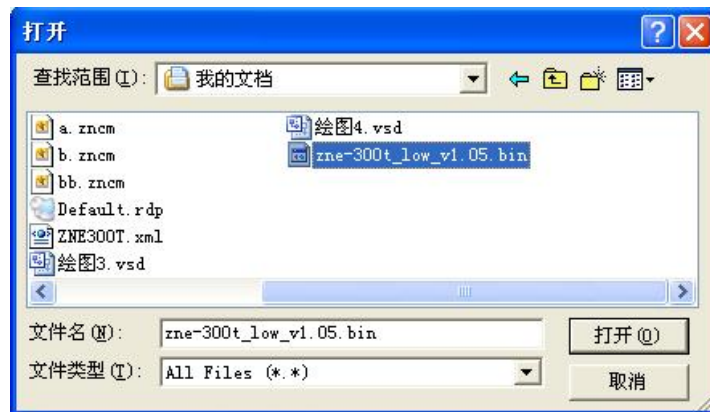 打开
查找范围(I): 我的文档
a.zncm
b.zncm
bb.zncm
Default.rdp
ZNE300T.xml
绘图3.vsd
绘图4.vsd
zne-300t_low_v1.05.bin
文件名(N): zne-300t_low_v1.05.bin
打开(O)
文件类型(T): All Files (*.*)
取消